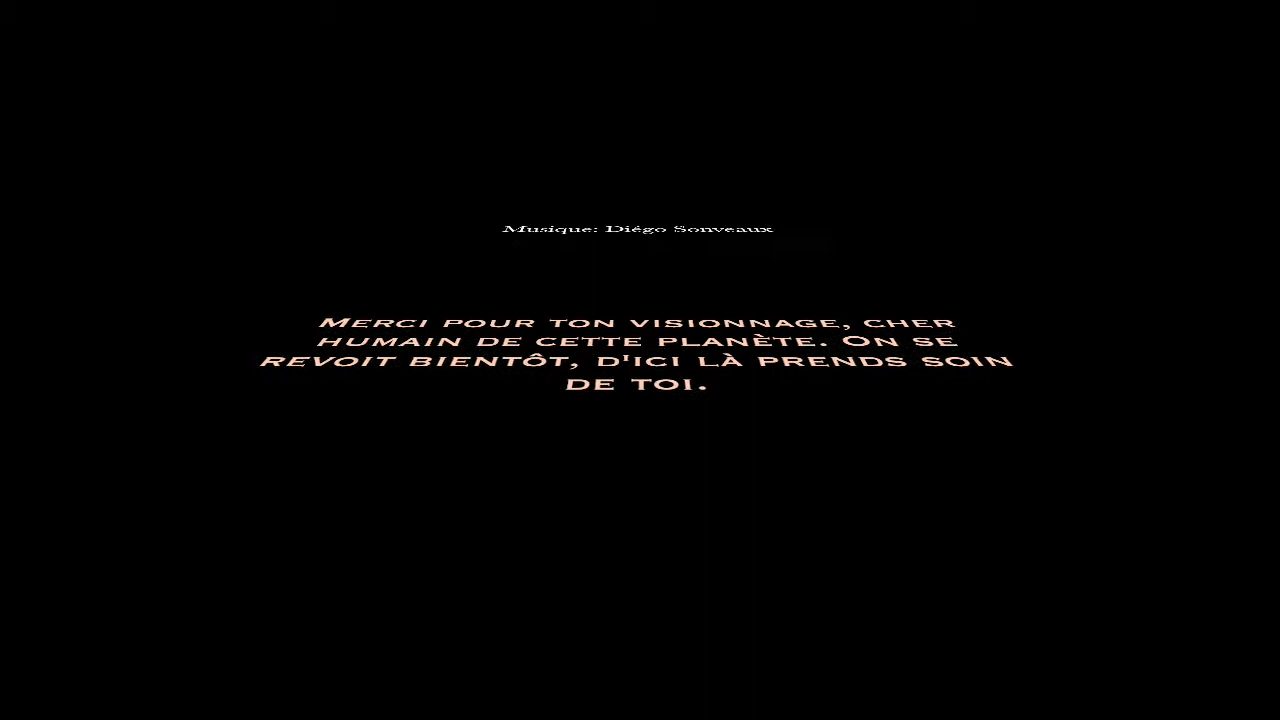 Musique: Diégo Sonveaux
Merci pour ton visionnage, cher
humain de cette planète. On se
revoit bientôt, d'ici là prends soin
de toi.